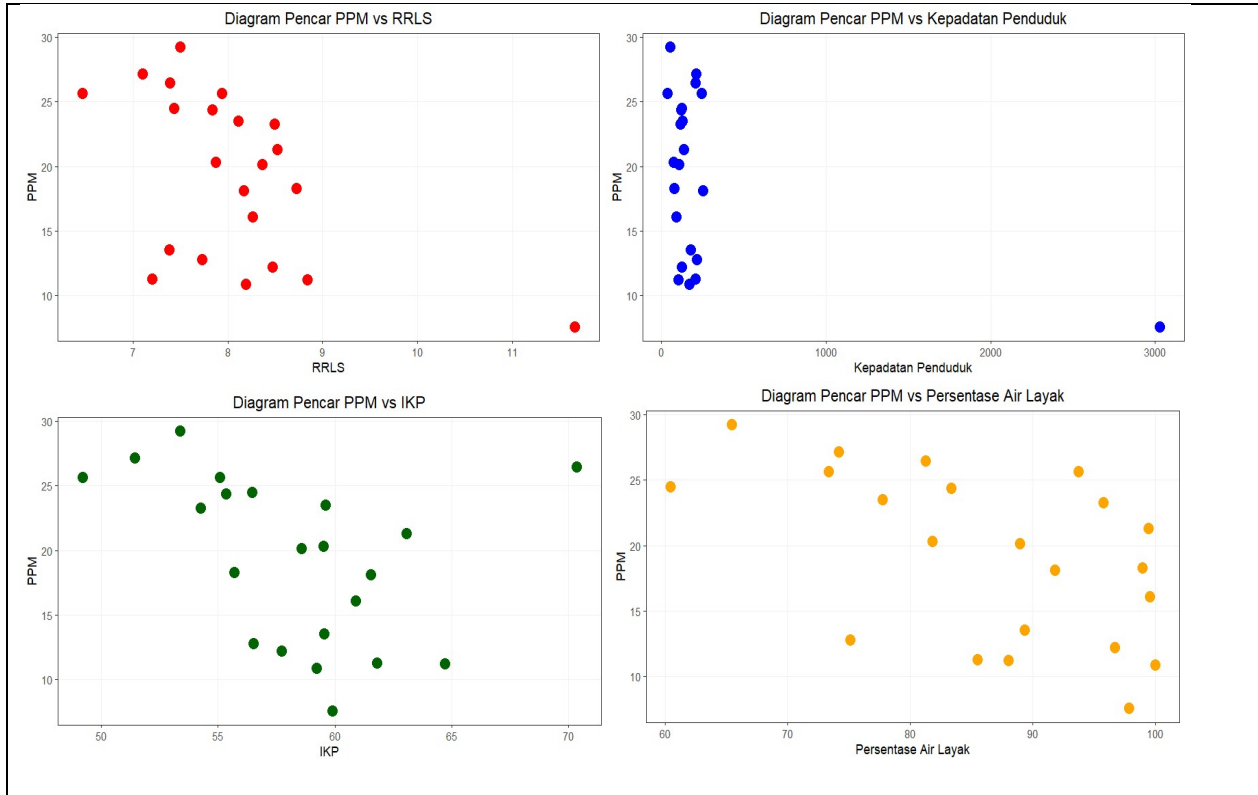 Diagram Pencar PPM vs RRLS
30
25
20
15
10
PPM
7 8 9 10 11
RRLS
Diagram Pencar PPM vs Kepadatan Penduduk
30
25
20
15
10
PPM
0 1000 2000 3000
Kepadatan Penduduk
Diagram Pencar PPM vs IKP
30
25
20
15
10
PPM
50 55 60 65 70
IKP
Diagram Pencar PPM vs Persentase Air Layak
30
25
20
15
10
PPM
60 70 80 90 100
Persentase Air Layak